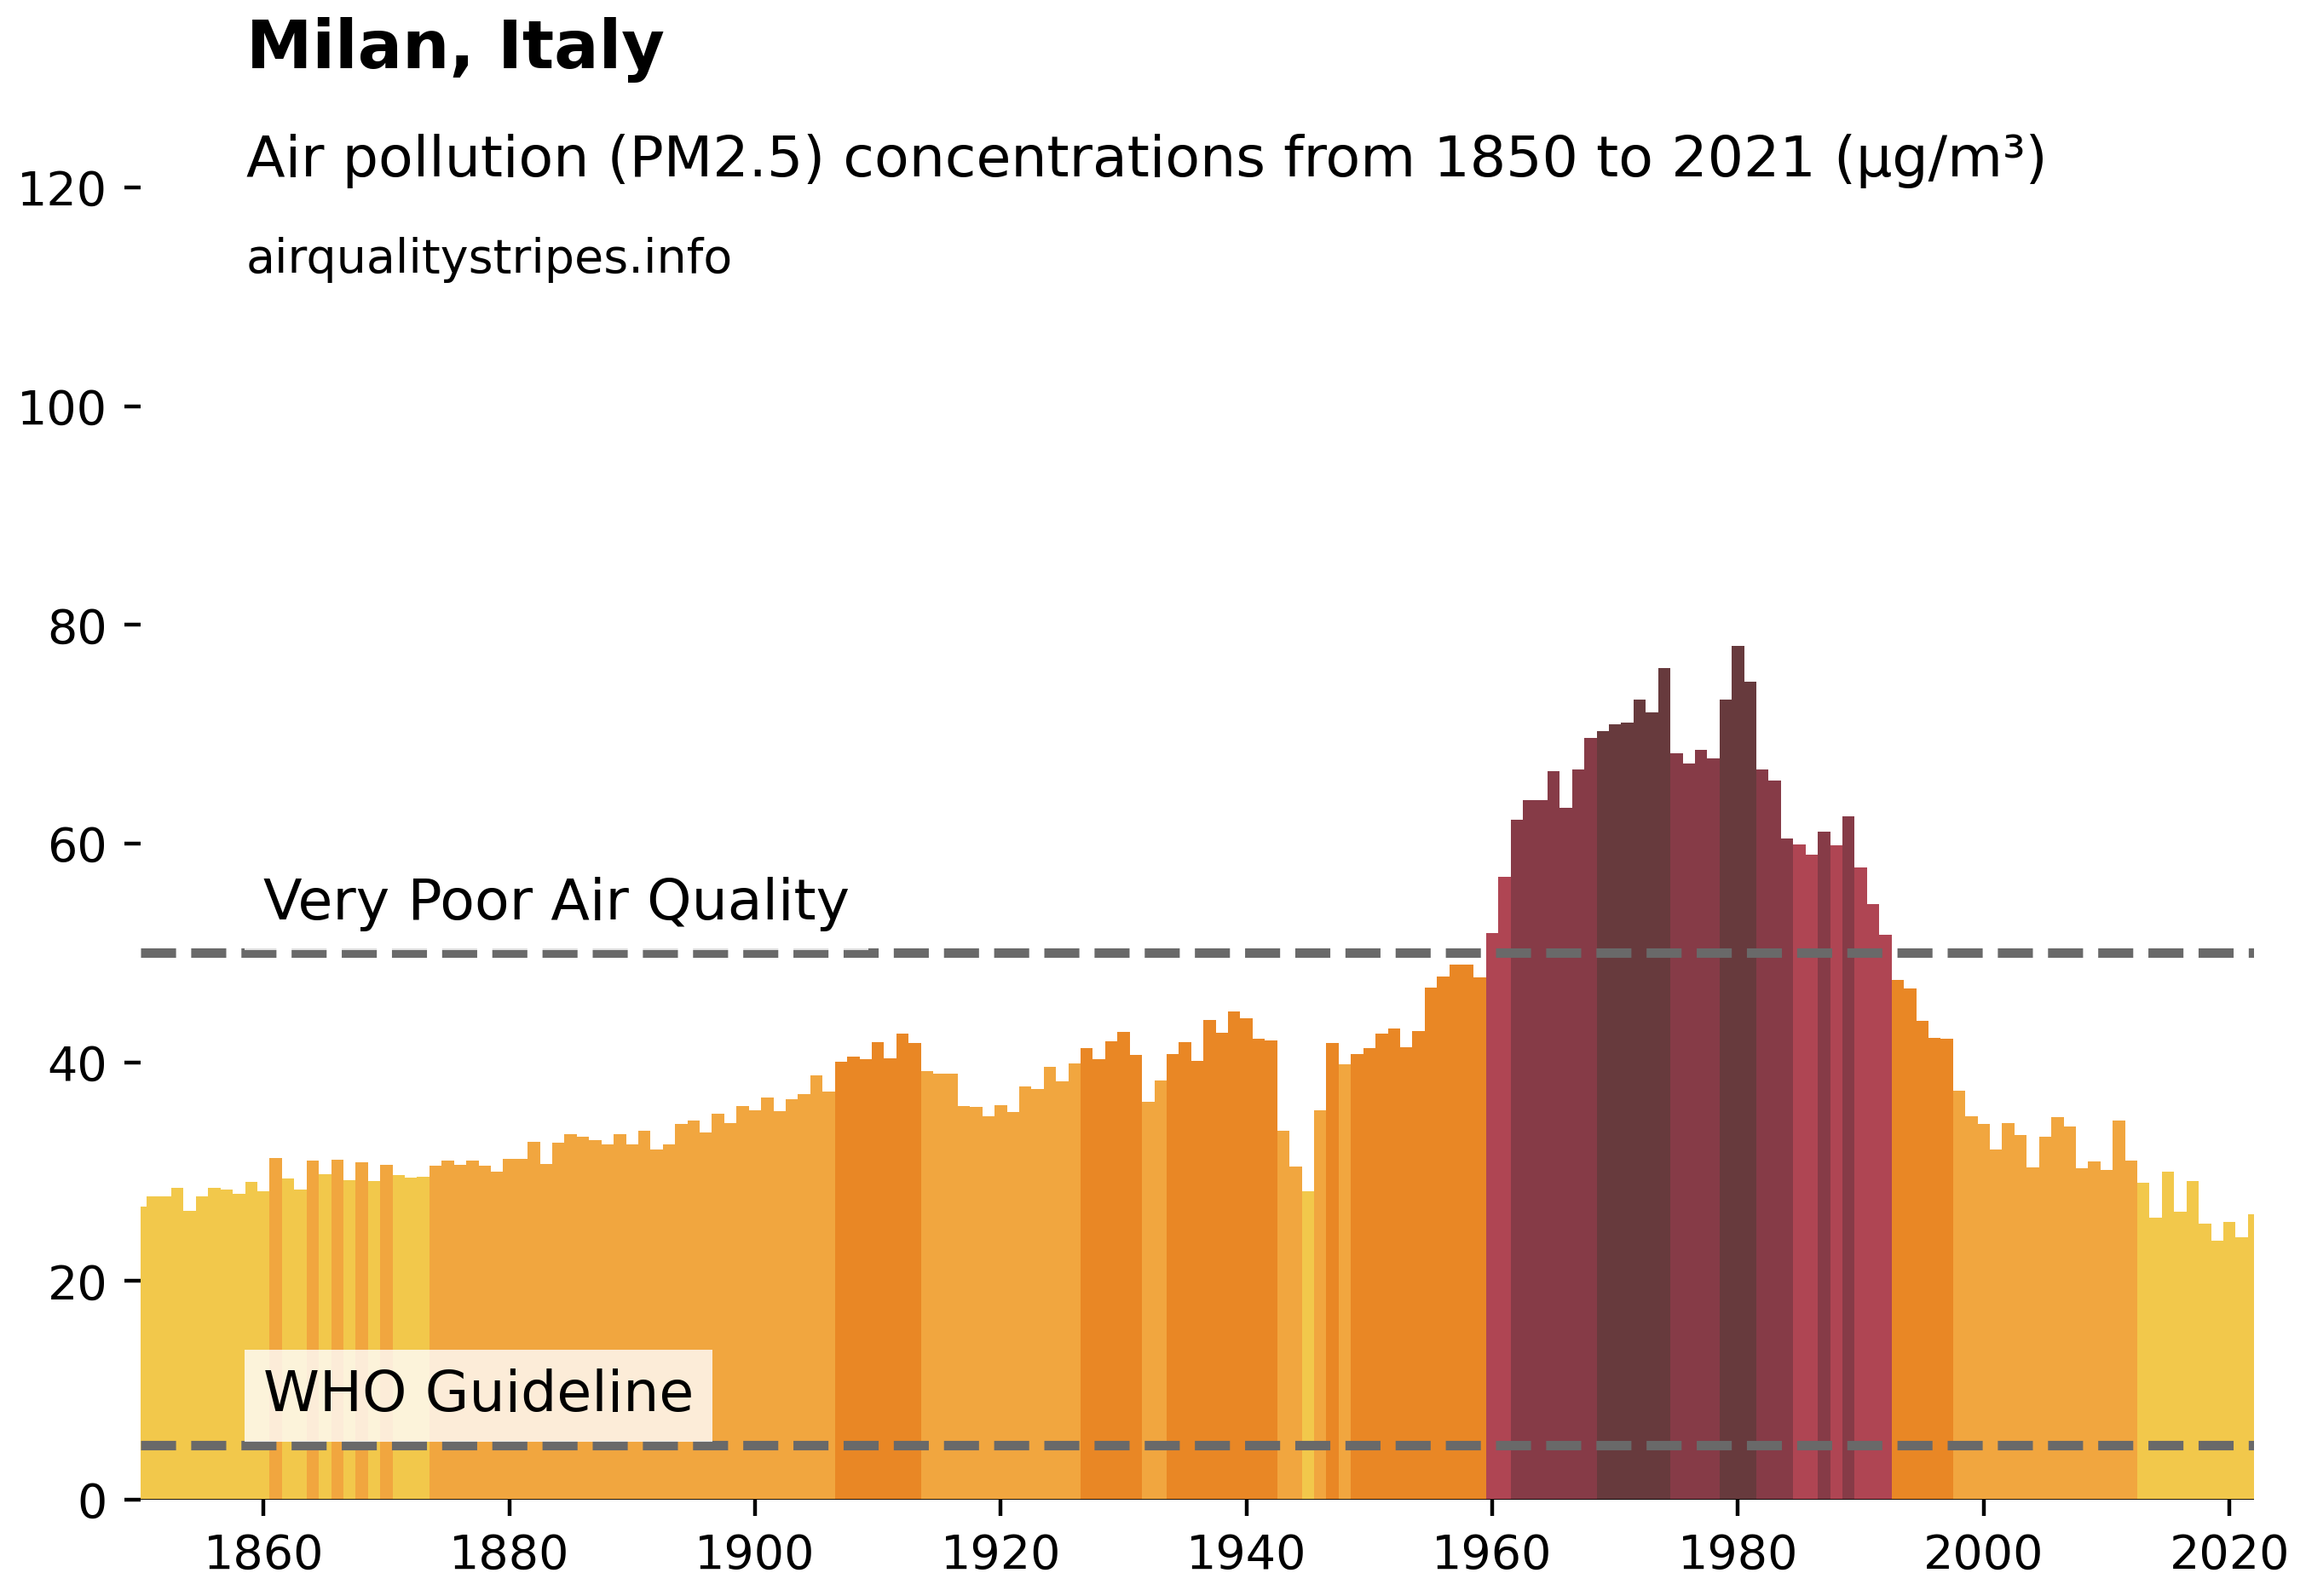 Milan, Italy
Air pollution (PM2.5) concentrations from 1850 to 2021 (µg/m³)
airqualitystripes.info
120
100
80
60
Very Poor Air Quality
40
20
WHO Guideline
0
1860 1880 1900 1920 1940 1960 1980 2000 2020